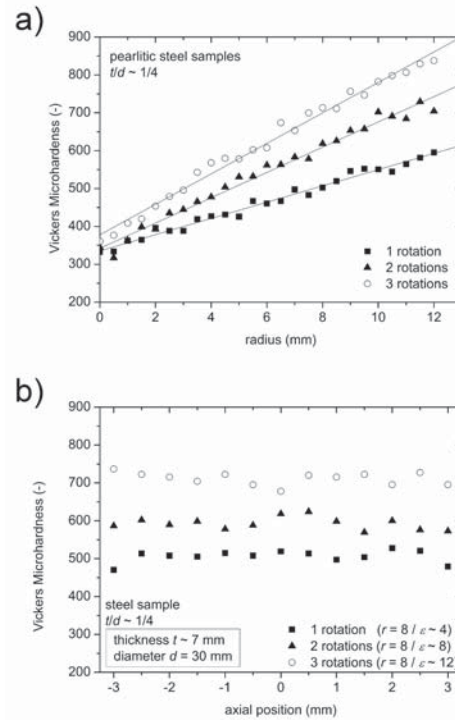 a)
900
800
700
600
500
400
300
200
Vickers Microhardenss (-)
pearlitic steel samples
t/d ~ 1/4
1 rotation
2 rotations
3 rotations
0 2 4 6 8 10 12
radius (mm)
b)
900
800
700
600
500
400
300
200
Vickers Microhardness (-)
steel sample
t/d ~ 1/4
thickness t ~ 7 mm
diameter d = 30 mm
1 rotation (r = 8 / ε ~ 4)
2 rotations (r = 8 / ε ~ 8)
3 rotations (r = 8 / ε ~ 12)
-3 -2 -1 0 1 2 3
axial position (mm)